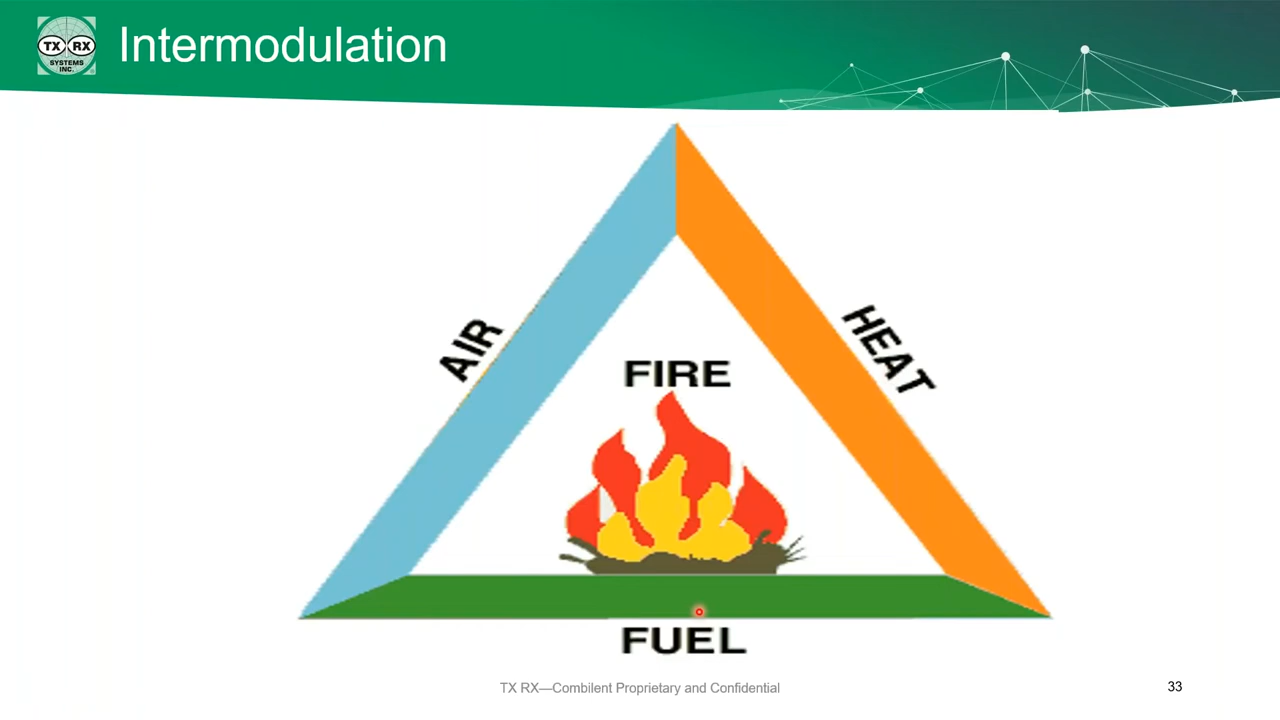 TX RX
SYSTEMS
INC.
Intermodulation
AIR
HEAT
FIRE
FUEL
TX RX—Combilent Proprietary and Confidential
33